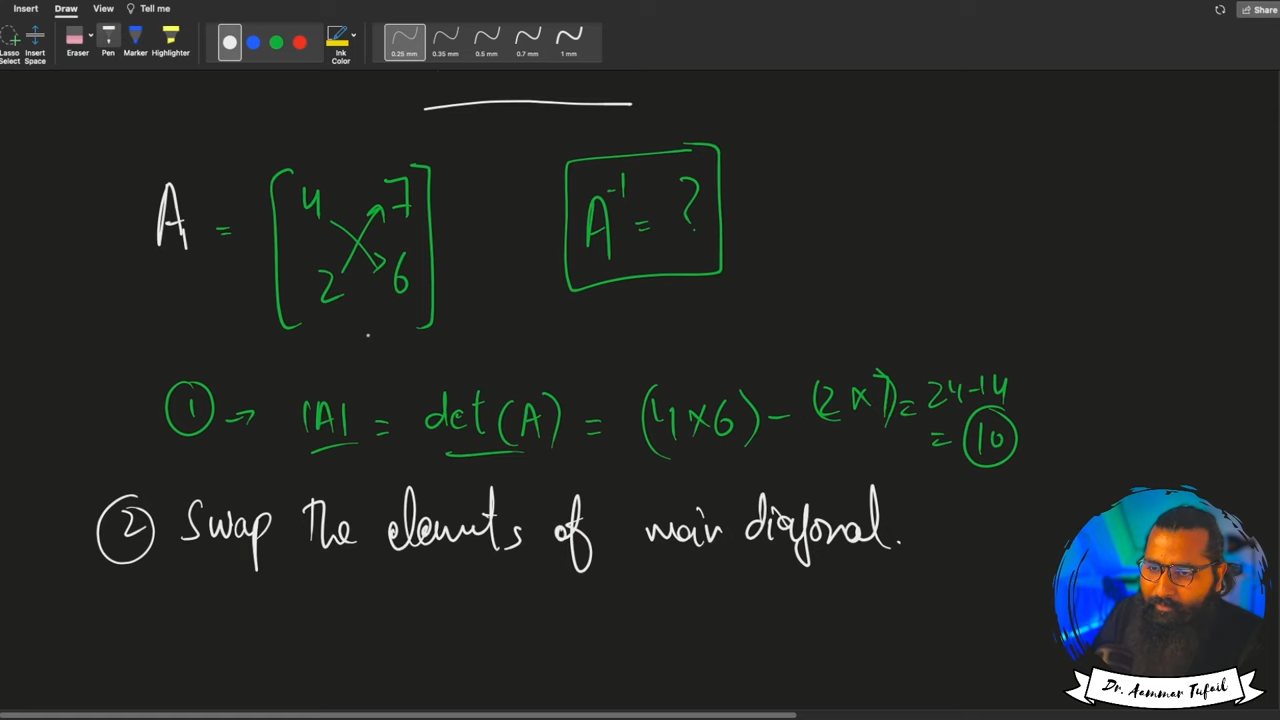 Insert Draw View Tell me Share
Lasso Select Insert Space Eraser Pen Marker Highlighter Ink Color 0.25 mm 0.35 mm 0.5 mm 0.7 mm 1 mm
A = [ 4 7
2 6 ]
A⁻¹ = ?
① → |A| = det(A) = (4×6) - (2×7) = 24-14
= 10
② Swap the elemnts of main diagonal.
Dr. Aammar Tufail